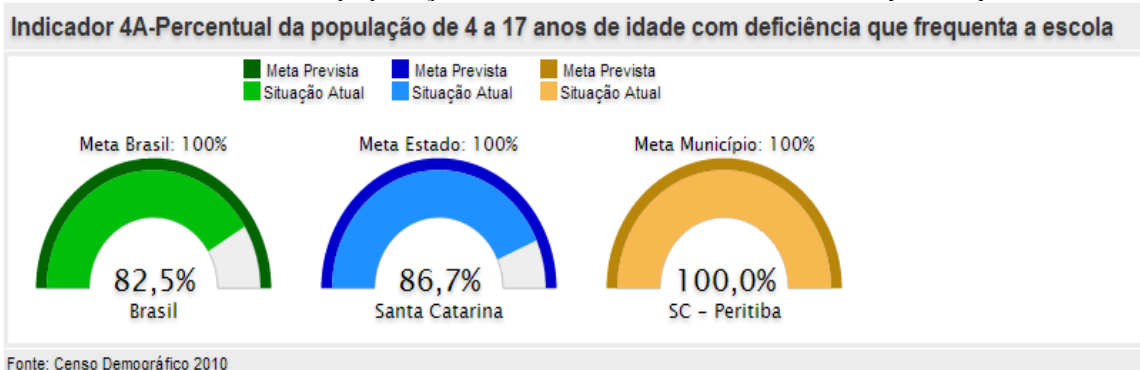 Indicador 4A-Percentual da população de 4 a 17 anos de idade com deficiência que frequenta a escola
Meta Prevista Meta Prevista Meta Prevista
Situação Atual Situação Atual Situação Atual
Meta Brasil: 100% Meta Estado: 100% Meta Município: 100%
82,5% 86,7% 100,0%
Brasil Santa Catarina SC – Peritiba
Fonte: Censo Demográfico 2010